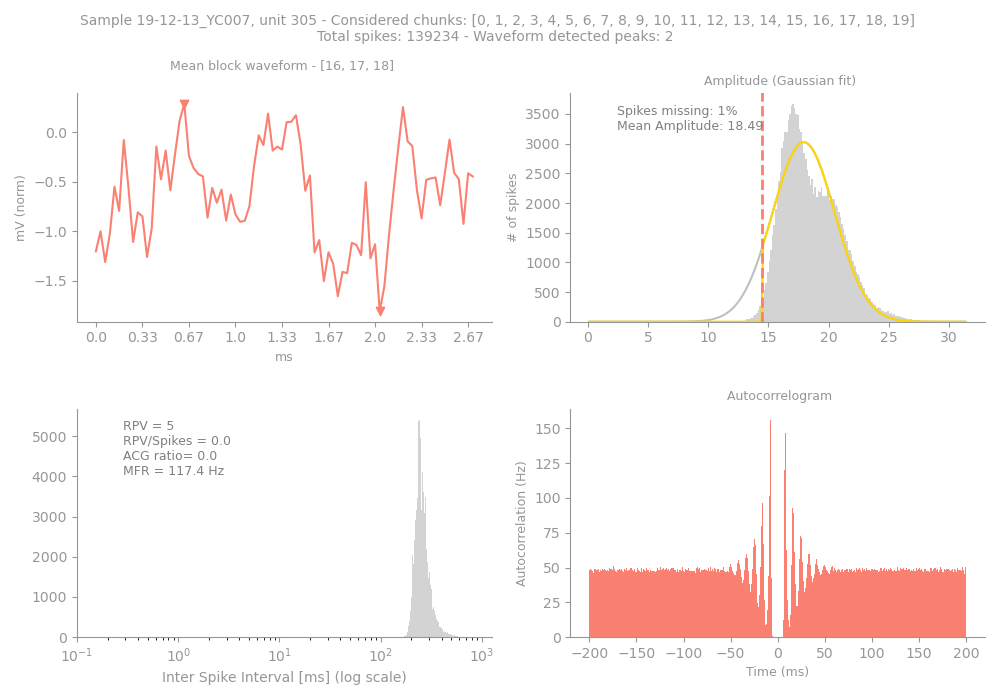 Sample 19-12-13_YC007, unit 305 - Considered chunks: [0, 1, 2, 3, 4, 5, 6, 7, 8, 9, 10, 11, 12, 13, 14, 15, 16, 17, 18, 19]
Total spikes: 139234 - Waveform detected peaks: 2
Mean block waveform - [16, 17, 18]
mV (norm)
0.0
−0.5
−1.0
−1.5
0.0 0.33 0.67 1.0 1.33 1.67 2.0 2.33 2.67
ms
Amplitude (Gaussian fit)
Spikes missing: 1%
Mean Amplitude: 18.49
# of spikes
3500
3000
2500
2000
1500
1000
500
0
0 5 10 15 20 25 30
RPV = 5
RPV/Spikes = 0.0
ACG ratio= 0.0
MFR = 117.4 Hz
5000
4000
3000
2000
1000
0
10⁻¹ 10⁰ 10¹ 10² 10³
Inter Spike Interval [ms] (log scale)
Autocorrelogram
Autocorrelation (Hz)
150
125
100
75
50
25
0
−200 −150 −100 −50 0 50 100 150 200
Time (ms)